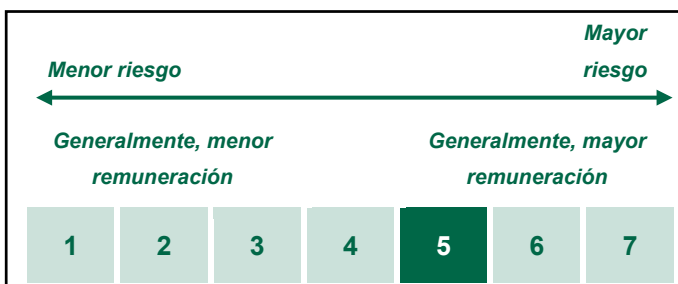 Mayor
Menor riesgo riesgo
Generalmente, menor Generalmente, mayor
remuneración remuneración
1 2 3 4 5 6 7